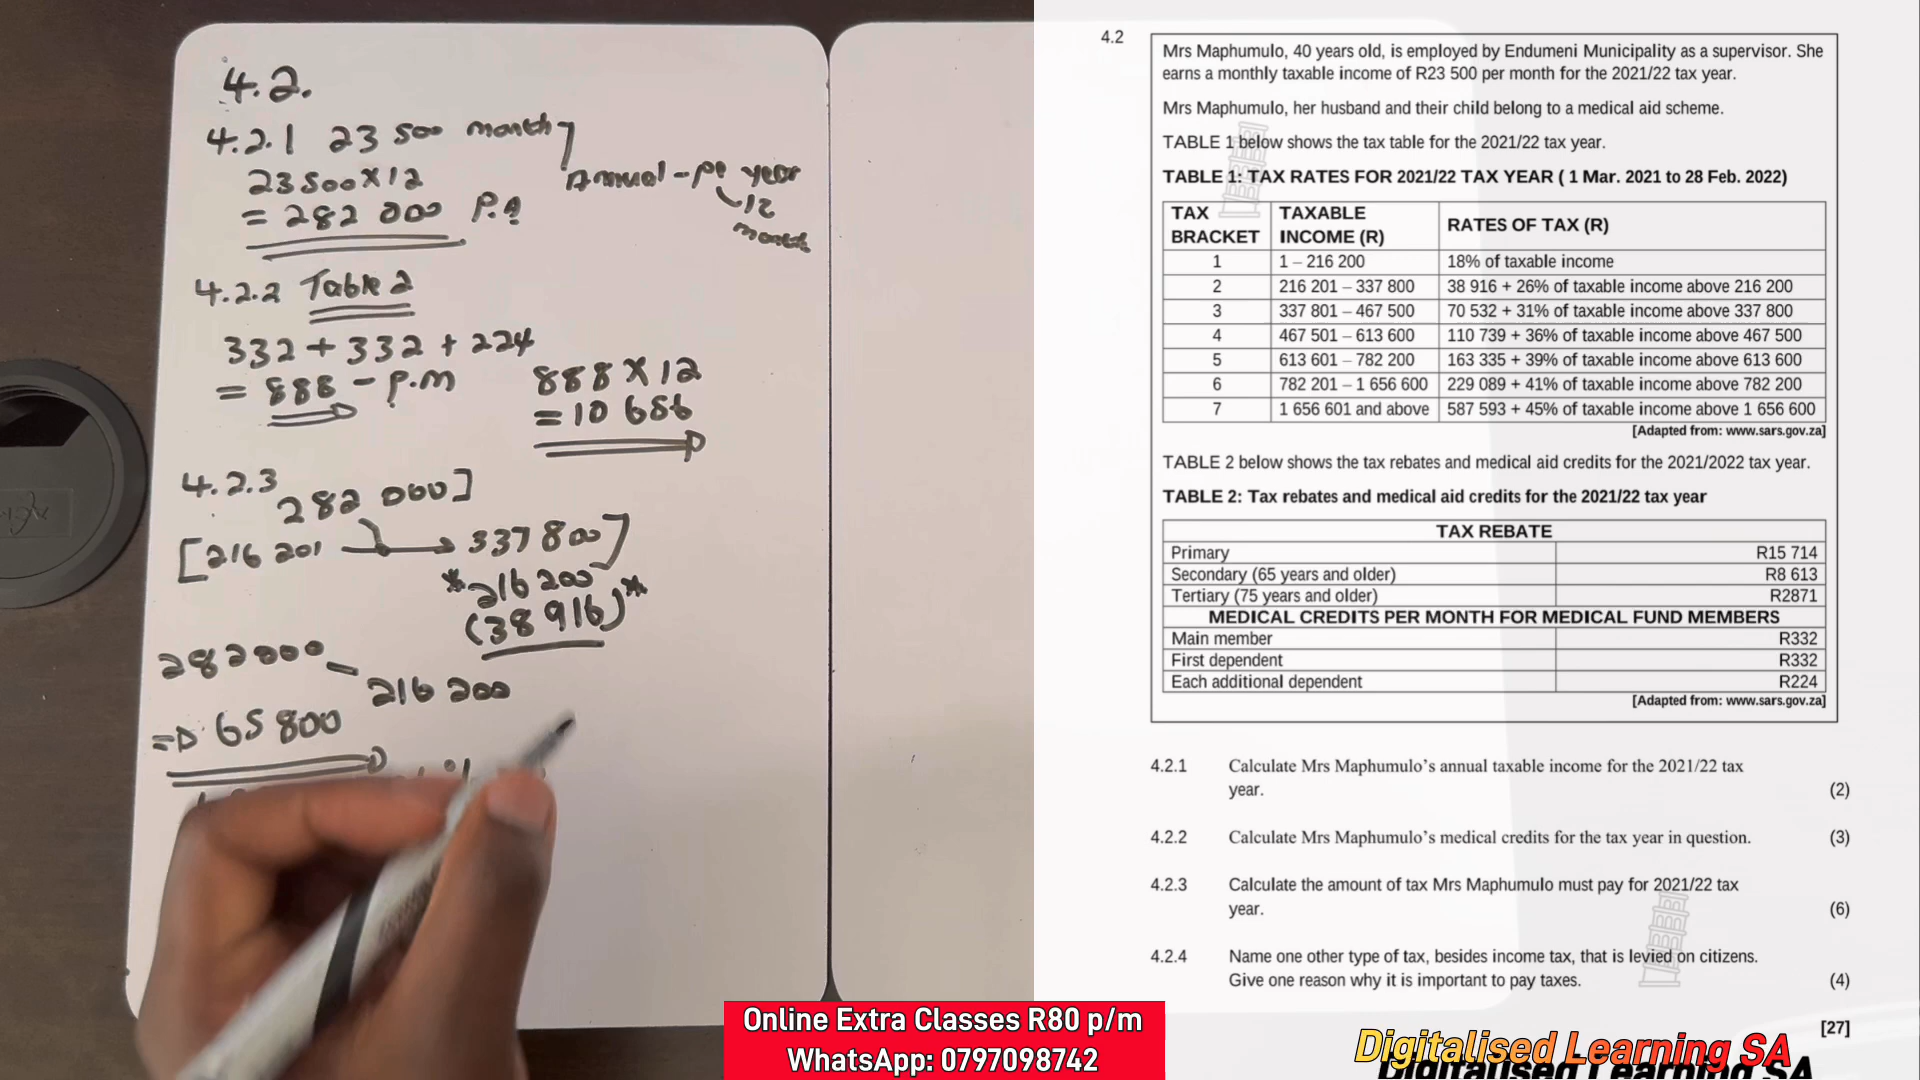 4.2.
4.2.1 23 500 month
23500 x 12
= 282 000 P.A
Annual - pe year
12
month
4.2.2 Table 2
332 + 332 + 224
= 888 - p.m
888 x 12
= 10 656
4.2.3
282 000]
[216 201 → 337 800]
*216 200
(38 916)*
282000 - 216 200
=D 65 800
4.2
Mrs Maphumulo, 40 years old, is employed by Endumeni Municipality as a supervisor. She
earns a monthly taxable income of R23 500 per month for the 2021/22 tax year.
Mrs Maphumulo, her husband and their child belong to a medical aid scheme.
TABLE 1 below shows the tax table for the 2021/22 tax year.
TABLE 1: TAX RATES FOR 2021/22 TAX YEAR ( 1 Mar. 2021 to 28 Feb. 2022)
TAX BRACKET TAXABLE INCOME (R) RATES OF TAX (R)
1 1 – 216 200 18% of taxable income
2 216 201 – 337 800 38 916 + 26% of taxable income above 216 200
3 337 801 – 467 500 70 532 + 31% of taxable income above 337 800
4 467 501 – 613 600 110 739 + 36% of taxable income above 467 500
5 613 601 – 782 200 163 335 + 39% of taxable income above 613 600
6 782 201 – 1 656 600 229 089 + 41% of taxable income above 782 200
7 1 656 601 and above 587 593 + 45% of taxable income above 1 656 600
[Adapted from: www.sars.gov.za]
TABLE 2 below shows the tax rebates and medical aid credits for the 2021/2022 tax year.
TABLE 2: Tax rebates and medical aid credits for the 2021/22 tax year
TAX REBATE
Primary R15 714
Secondary (65 years and older) R8 613
Tertiary (75 years and older) R2871
MEDICAL CREDITS PER MONTH FOR MEDICAL FUND MEMBERS
Main member R332
First dependent R332
Each additional dependent R224
[Adapted from: www.sars.gov.za]
4.2.1 Calculate Mrs Maphumulo's annual taxable income for the 2021/22 tax
year. (2)
4.2.2 Calculate Mrs Maphumulo's medical credits for the tax year in question. (3)
4.2.3 Calculate the amount of tax Mrs Maphumulo must pay for 2021/22 tax
year. (6)
4.2.4 Name one other type of tax, besides income tax, that is levied on citizens.
Give one reason why it is important to pay taxes. (4)
[27]
Online Extra Classes R80 p/m
WhatsApp: 0797098742
Digitalised Learning SA
Digitalised Learning SA